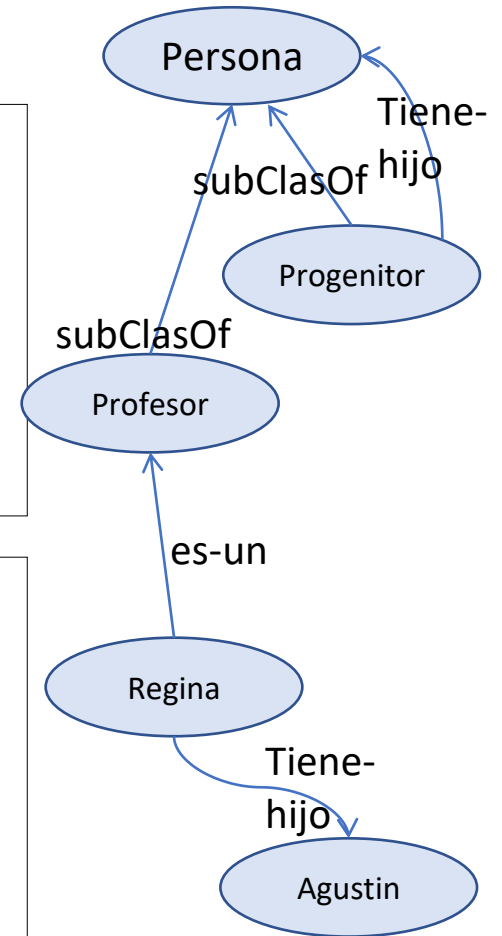 Persona
Tiene-
hijo
subClasOf
Progenitor
subClasOf
Profesor
es-un
Regina
Tiene-
hijo
Agustin